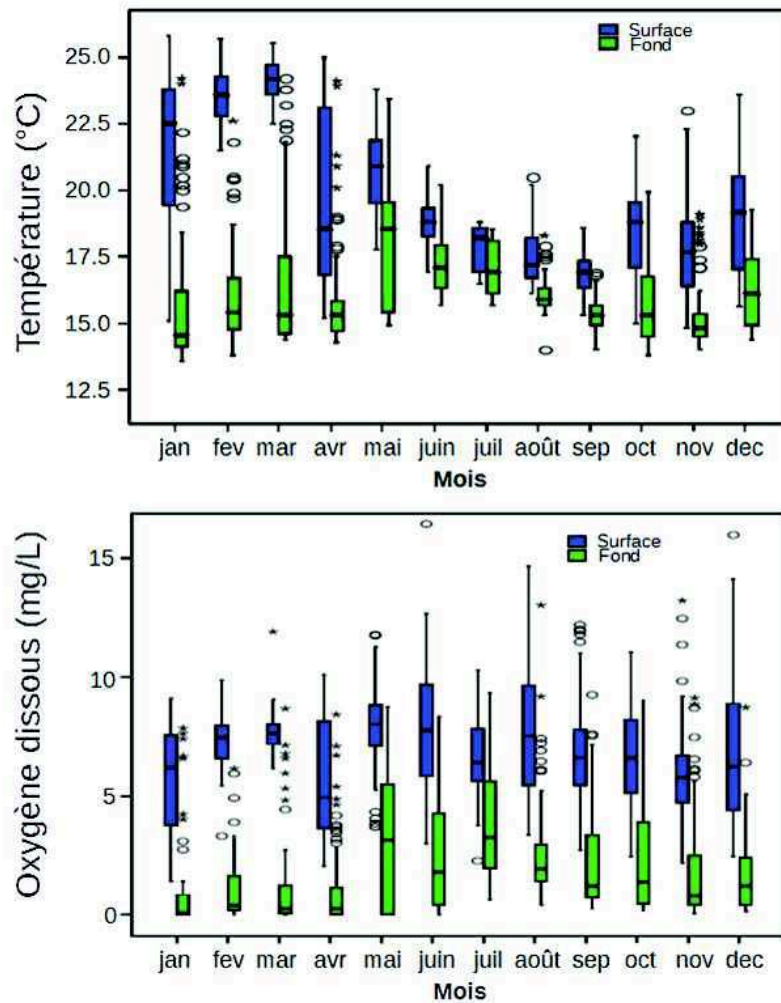 Surface
Fond
Température (°C)
25.0
22.5
20.0
17.5
15.0
12.5
jan fev mar avr mai juin juil août sep oct nov dec
Mois
Surface
Fond
Oxygène dissous (mg/L)
15
10
5
0
jan fev mar avr mai juin juil août sep oct nov dec
Mois